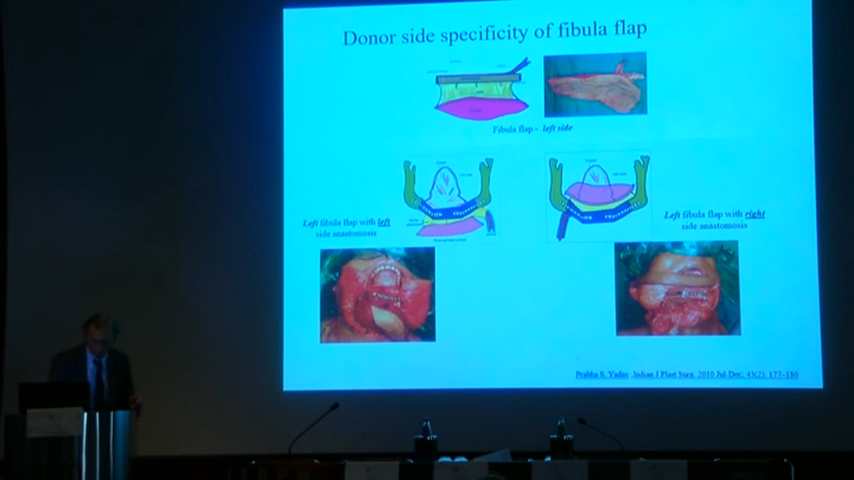 Donor side specificity of fibula flap
Fibula flap - left side
Left fibula flap with left
side anastomosis
Left fibula flap with right
side anastomosis
Prabha S. Yadav, Indian J Plast Surg. 2010 Jul-Dec; 43(2): 177–180